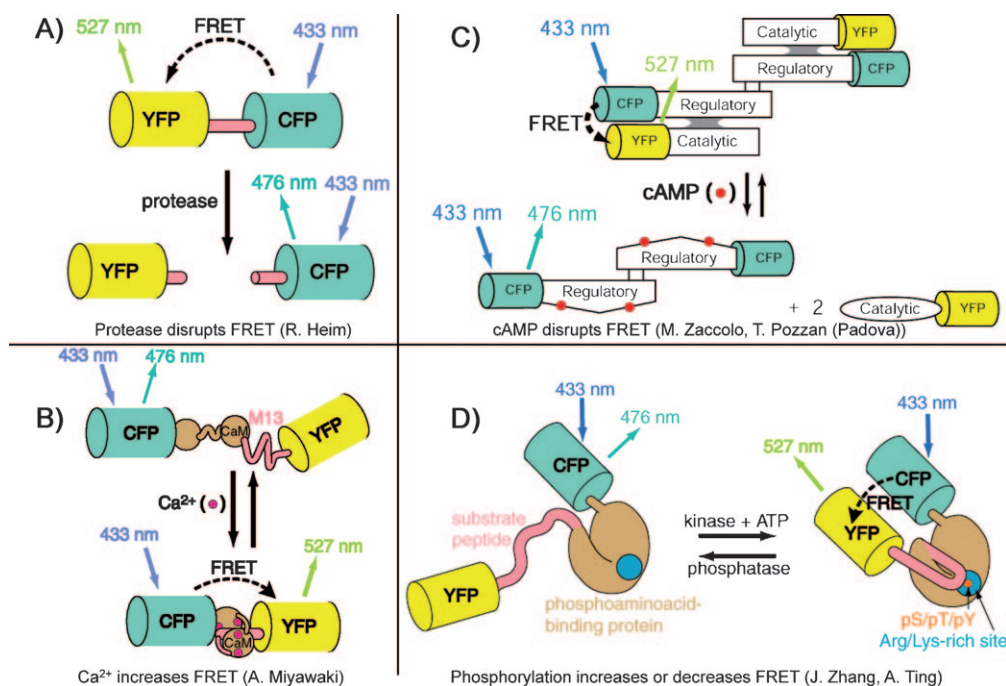 A)
527 nm
FRET
433 nm
YFP
CFP
protease
476 nm
433 nm
YFP
CFP
Protease disrupts FRET (R. Heim)
B)
433 nm
476 nm
CFP
CaM
M13
YFP
Ca²⁺ ( )
433 nm
FRET
527 nm
CFP
CaM
YFP
Ca²⁺ increases FRET (A. Miyawaki)
C)
433 nm
527 nm
Catalytic
YFP
Regulatory
CFP
CFP
Regulatory
FRET
YFP
Catalytic
cAMP ( )
433 nm
476 nm
Regulatory
CFP
CFP
Regulatory
+ 2
Catalytic
YFP
cAMP disrupts FRET (M. Zaccolo, T. Pozzan (Padova))
D)
433 nm
476 nm
CFP
substrate
peptide
YFP
phosphoaminoacid-
binding protein
kinase + ATP
phosphatase
433 nm
527 nm
CFP
FRET
YFP
pS/pT/pY
Arg/Lys-rich site
Phosphorylation increases or decreases FRET (J. Zhang, A. Ting)